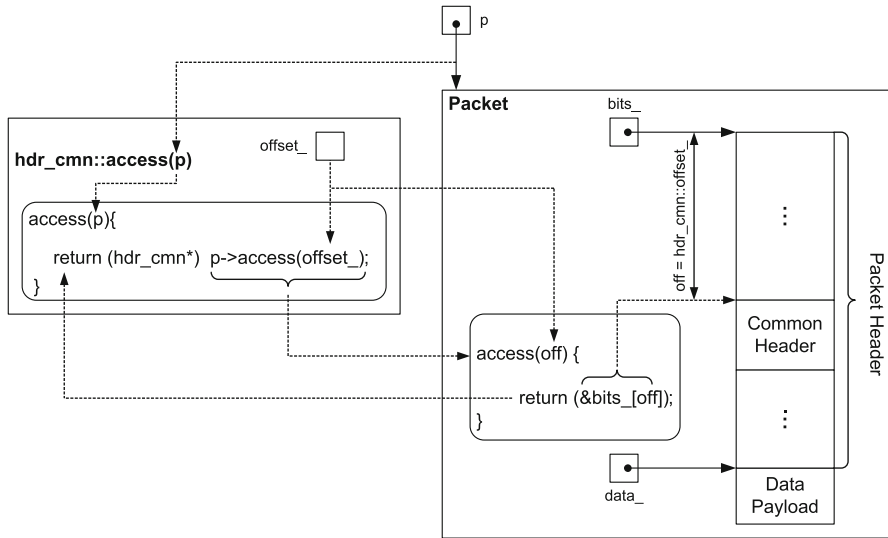 p
Packet
bits_
offset_
hdr_cmn::access(p)
access(p){
return (hdr_cmn*) p->access(offset_);
}
off = hdr_cmn::offset_
⋮
Packet Header
Common
Header
access(off) {
return (&bits_[off]);
}
⋮
data_
Data
Payload